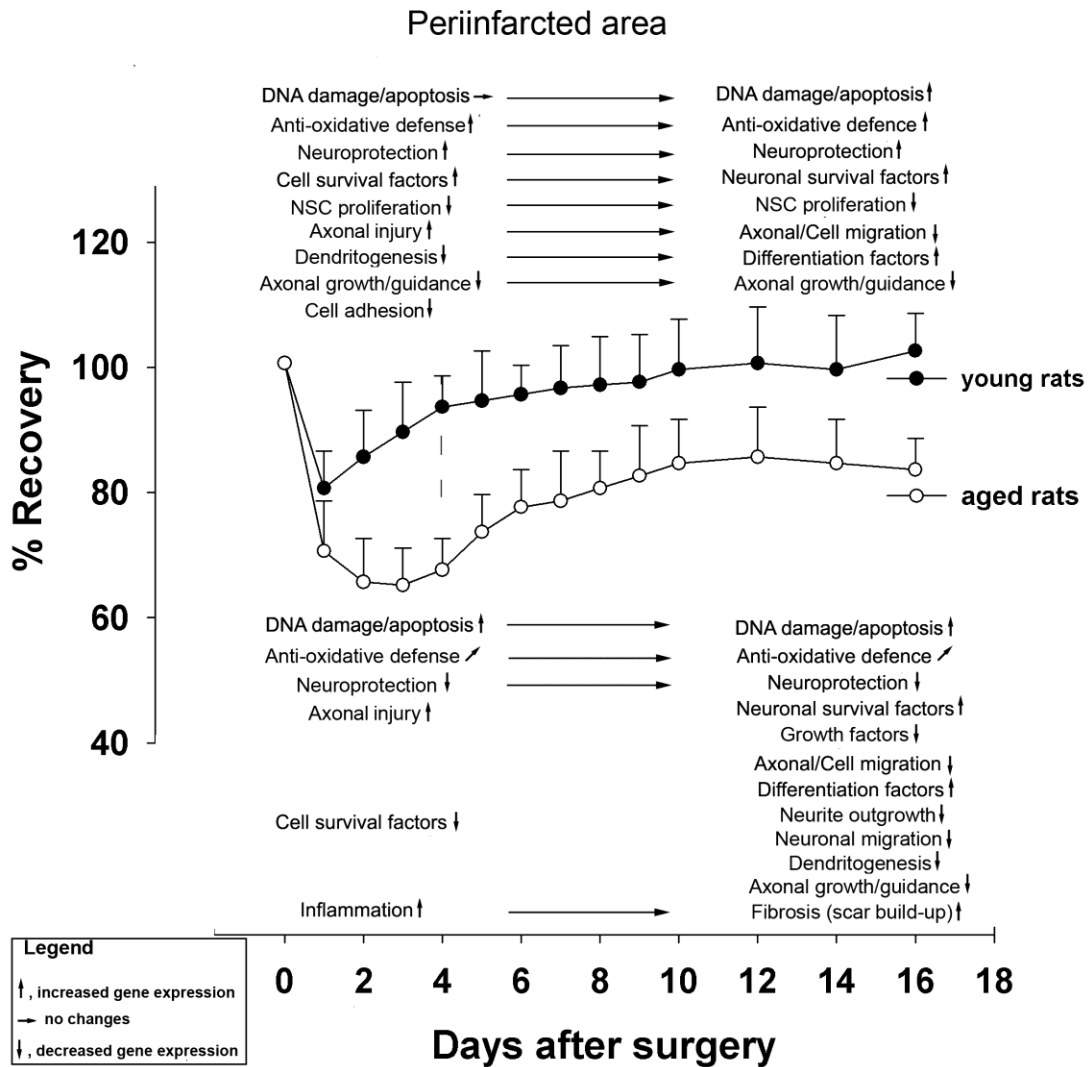 Periinfarcted area
DNA damage/apoptosis → → DNA damage/apoptosis ↑
Anti-oxidative defense ↑ → Anti-oxidative defence ↑
Neuroprotection ↑ → Neuroprotection ↑
Cell survival factors ↑ → Neuronal survival factors ↑
NSC proliferation ↓ → NSC proliferation ↓
Axonal injury ↑ → Axonal/Cell migration ↓
Dendritogenesis ↓ → Differentiation factors ↑
Axonal growth/guidance ↓ → Axonal growth/guidance ↓
Cell adhesion ↓
% Recovery
120
100
80
60
40
young rats
aged rats
DNA damage/apoptosis ↑ → DNA damage/apoptosis ↑
Anti-oxidative defense ↗ → Anti-oxidative defence ↗
Neuroprotection ↓ → Neuroprotection ↓
Axonal injury ↑ Neuronal survival factors ↑
Growth factors ↓
Axonal/Cell migration ↓
Differentiation factors ↑
Cell survival factors ↓ Neurite outgrowth ↓
Neuronal migration ↓
Dendritogenesis ↓
Axonal growth/guidance ↓
Inflammation ↑ → Fibrosis (scar build-up) ↑
Legend
↑, increased gene expression
→ no changes
↓, decreased gene expression
0 2 4 6 8 10 12 14 16 18
Days after surgery